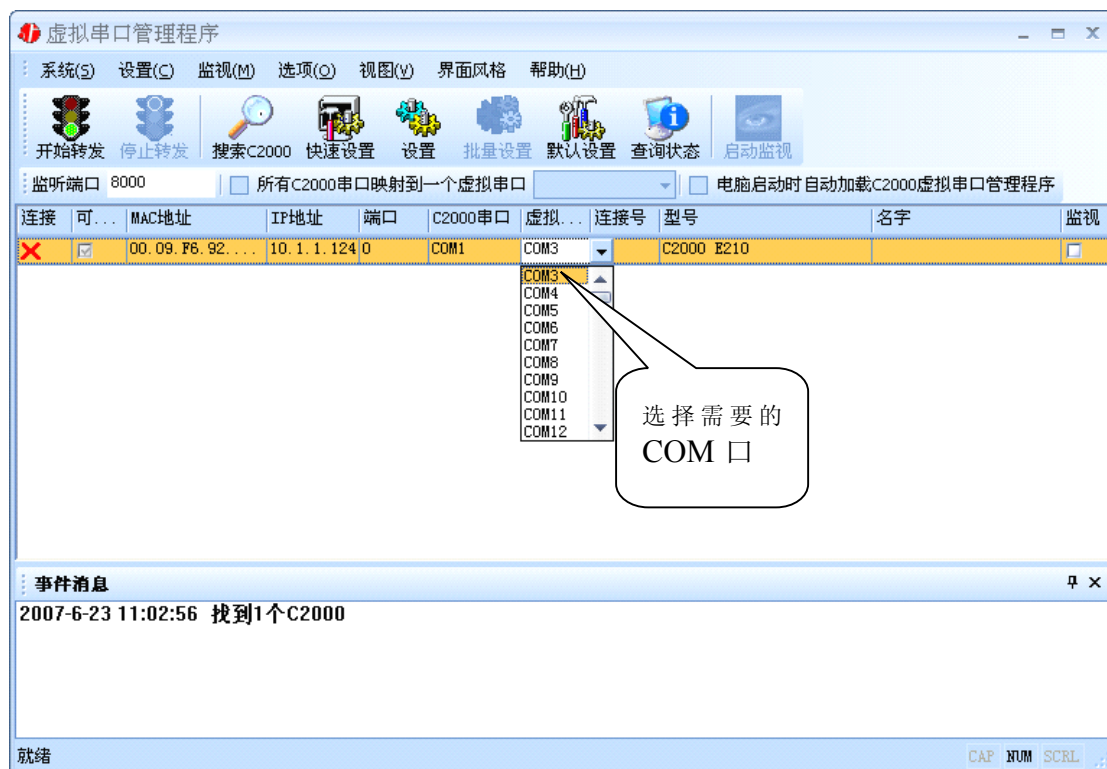 虚拟串口管理程序
系统(S) 设置(C) 监视(M) 选项(O) 视图(V) 界面风格 帮助(H)
开始转发 停止转发 搜索C2000 快速设置 设置 批量设置 默认设置 查询状态 启动监视
监听端口 8000 所有C2000串口映射到一个虚拟串口 电脑启动时自动加载C2000虚拟串口管理程序
连接 可... MAC地址 IP地址 端口 C2000串口 虚拟... 连接号 型号 名字 监视
00.09.F6.92.... 10.1.1.124 0 COM1 COM3 C2000 E210
COM3
COM4
COM5
COM6
COM7
COM8
COM9
COM10
COM11
COM12
选择需要的
COM 口
事件消息
2007-6-23 11:02:56 找到1个C2000
就绪 CAP NUM SCRL